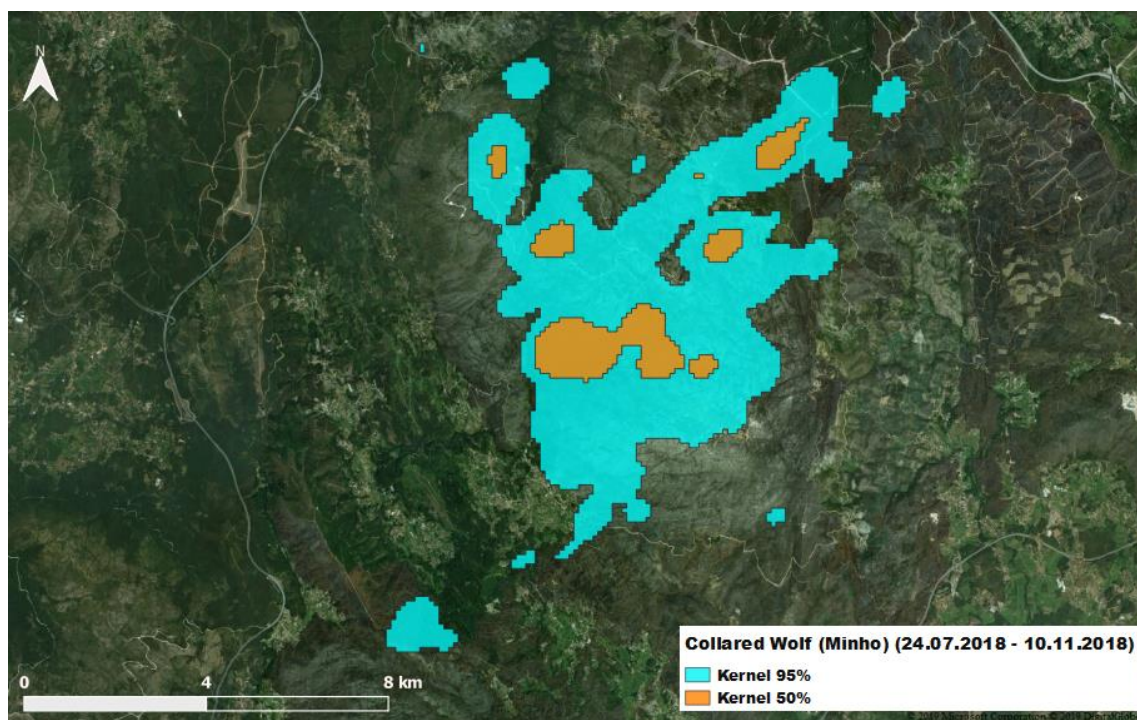 N
Collared Wolf (Minho) (24.07.2018 - 10.11.2018)
Kernel 95%
Kernel 50%
0 4 8 km